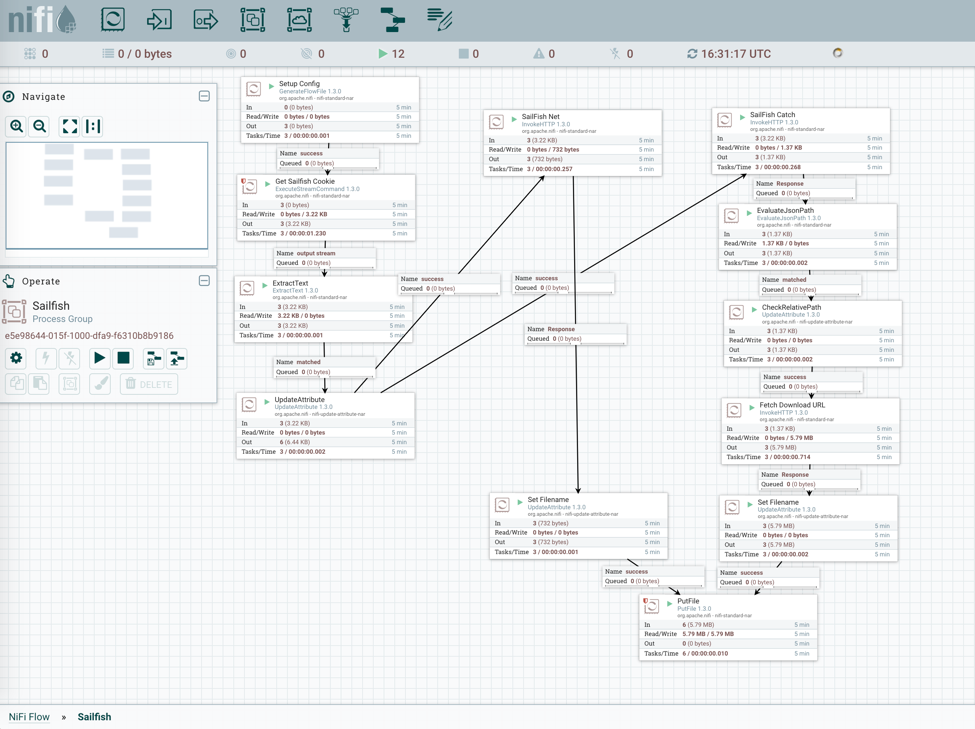 nifi
0
0 / 0 bytes
0
0
12
0
0
0
16:31:17 UTC
Navigate
Operate
Sailfish
Process Group
e5e98644-015f-1000-dfa9-f6310b8b9186
DELETE
Setup Config
GenerateFlowFile 1.3.0
org.apache.nifi - nifi-standard-nar
In 0 (0 bytes) 5 min
Read/Write 0 bytes / 0 bytes 5 min
Out 3 (0 bytes) 5 min
Tasks/Time 3 / 00:00:00.001 5 min
Name success
Queued 0 (0 bytes)
Get Sailfish Cookie
ExecuteStreamCommand 1.3.0
org.apache.nifi - nifi-standard-nar
In 3 (0 bytes) 5 min
Read/Write 0 bytes / 3.22 KB 5 min
Out 3 (3.22 KB) 5 min
Tasks/Time 3 / 00:00:01.230 5 min
Name output stream
Queued 0 (0 bytes)
ExtractText
ExtractText 1.3.0
org.apache.nifi - nifi-standard-nar
In 3 (3.22 KB) 5 min
Read/Write 3.22 KB / 0 bytes 5 min
Out 3 (3.22 KB) 5 min
Tasks/Time 3 / 00:00:00.001 5 min
Name matched
Queued 0 (0 bytes)
UpdateAttribute
UpdateAttribute 1.3.0
org.apache.nifi - nifi-update-attribute-nar
In 3 (3.22 KB) 5 min
Read/Write 0 bytes / 0 bytes 5 min
Out 6 (6.44 KB) 5 min
Tasks/Time 3 / 00:00:00.002 5 min
Name success
Queued 0 (0 bytes)
Name success
Queued 0 (0 bytes)
SailFish Net
InvokeHTTP 1.3.0
org.apache.nifi - nifi-standard-nar
In 3 (3.22 KB) 5 min
Read/Write 0 bytes / 732 bytes 5 min
Out 3 (732 bytes) 5 min
Tasks/Time 3 / 00:00:00.257 5 min
Name Response
Queued 0 (0 bytes)
Set Filename
UpdateAttribute 1.3.0
org.apache.nifi - nifi-update-attribute-nar
In 3 (732 bytes) 5 min
Read/Write 0 bytes / 0 bytes 5 min
Out 3 (732 bytes) 5 min
Tasks/Time 3 / 00:00:00.001 5 min
Name success
Queued 0 (0 bytes)
SailFish Catch
InvokeHTTP 1.3.0
org.apache.nifi - nifi-standard-nar
In 3 (3.22 KB) 5 min
Read/Write 0 bytes / 1.37 KB 5 min
Out 3 (1.37 KB) 5 min
Tasks/Time 3 / 00:00:00.268 5 min
Name Response
Queued 0 (0 bytes)
EvaluateJsonPath
EvaluateJsonPath 1.3.0
org.apache.nifi - nifi-standard-nar
In 3 (1.37 KB) 5 min
Read/Write 1.37 KB / 0 bytes 5 min
Out 3 (1.37 KB) 5 min
Tasks/Time 3 / 00:00:00.002 5 min
Name matched
Queued 0 (0 bytes)
CheckRelativePath
UpdateAttribute 1.3.0
org.apache.nifi - nifi-update-attribute-nar
In 3 (1.37 KB) 5 min
Read/Write 0 bytes / 0 bytes 5 min
Out 3 (1.37 KB) 5 min
Tasks/Time 3 / 00:00:00.002 5 min
Name success
Queued 0 (0 bytes)
Fetch Download URL
InvokeHTTP 1.3.0
org.apache.nifi - nifi-standard-nar
In 3 (1.37 KB) 5 min
Read/Write 0 bytes / 5.79 MB 5 min
Out 3 (5.79 MB) 5 min
Tasks/Time 3 / 00:00:00.714 5 min
Name Response
Queued 0 (0 bytes)
Set Filename
UpdateAttribute 1.3.0
org.apache.nifi - nifi-update-attribute-nar
In 3 (5.79 MB) 5 min
Read/Write 0 bytes / 0 bytes 5 min
Out 3 (5.79 MB) 5 min
Tasks/Time 3 / 00:00:00.002 5 min
Name success
Queued 0 (0 bytes)
PutFile
PutFile 1.3.0
org.apache.nifi - nifi-standard-nar
In 6 (5.79 MB) 5 min
Read/Write 5.79 MB / 5.79 MB 5 min
Out 0 (0 bytes) 5 min
Tasks/Time 6 / 00:00:00.010 5 min
NiFi Flow » Sailfish